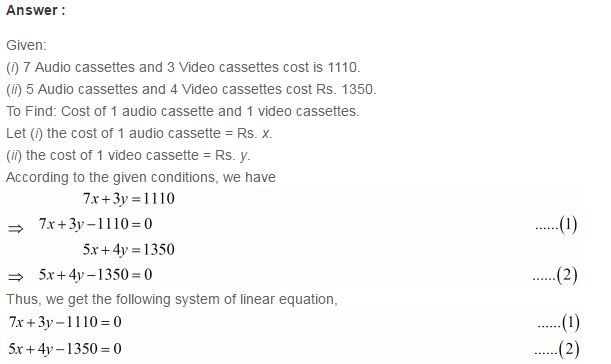 Answer :
Given:
(i) 7 Audio cassettes and 3 Video cassettes cost is 1110.
(ii) 5 Audio cassettes and 4 Video cassettes cost Rs. 1350.
To Find: Cost of 1 audio cassette and 1 video cassettes.
Let (i) the cost of 1 audio cassette = Rs. x.
(ii) the cost of 1 video cassette = Rs. y.
According to the given conditions, we have
7x+3y=1110
⇒ 7x+3y−1110=0 ......(1)
5x+4y=1350
⇒ 5x+4y−1350=0 ......(2)
Thus, we get the following system of linear equation,
7x+3y−1110=0 ......(1)
5x+4y−1350=0 ......(2)